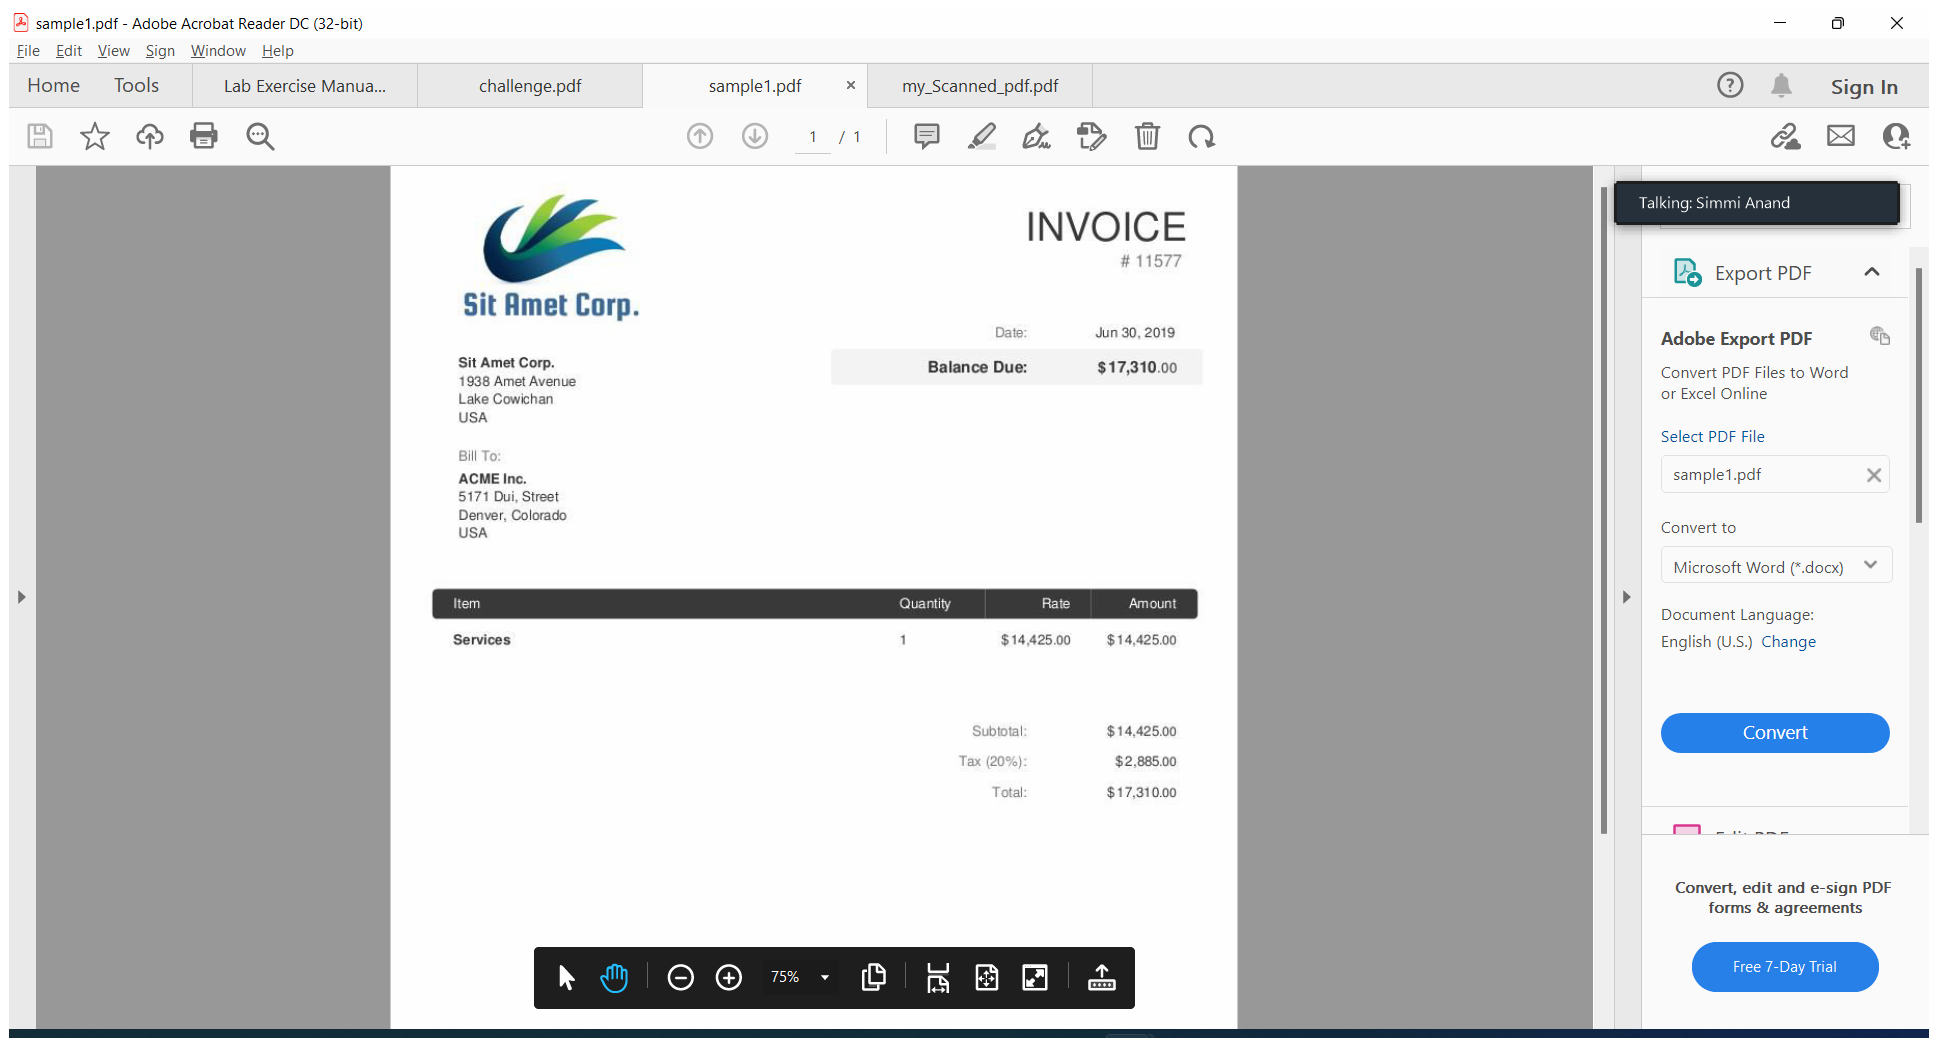 sample1.pdf - Adobe Acrobat Reader DC (32-bit)
File Edit View Sign Window Help
Home Tools Lab Exercise Manua... challenge.pdf sample1.pdf × my_Scanned_pdf.pdf ? Sign In
1 / 1
Talking: Simmi Anand
Sit Amet Corp.
INVOICE
# 11577
Date: Jun 30, 2019
Balance Due: $17,310.00
Sit Amet Corp.
1938 Amet Avenue
Lake Cowichan
USA
Bill To:
ACME Inc.
5171 Dui, Street
Denver, Colorado
USA
Item Quantity Rate Amount
Services 1 $14,425.00 $14,425.00
Subtotal: $14,425.00
Tax (20%): $2,885.00
Total: $17,310.00
75%
Export PDF
Adobe Export PDF
Convert PDF Files to Word
or Excel Online
Select PDF File
sample1.pdf
Convert to
Microsoft Word (*.docx)
Document Language:
English (U.S.) Change
Convert
Edit PDF
Convert, edit and e-sign PDF
forms & agreements
Free 7-Day Trial